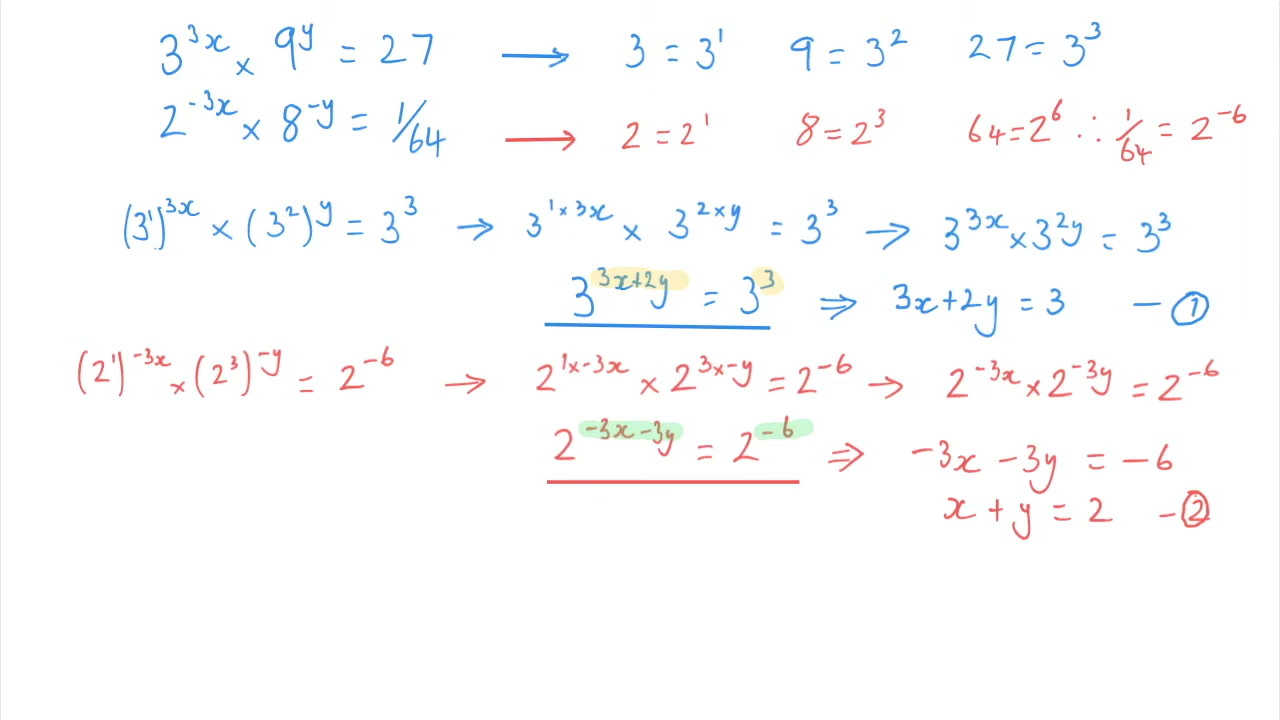 3^{3x} × 9^y = 27 ⟶ 3 = 3^1 9 = 3^2 27 = 3^3
2^{-3x} × 8^{-y} = 1/64 ⟶ 2 = 2^1 8 = 2^3 64 = 2^6 ∴ 1/64 = 2^{-6}
(3^1)^{3x} × (3^2)^y = 3^3 → 3^{1×3x} × 3^{2×y} = 3^3 → 3^{3x} × 3^{2y} = 3^3
3^{3x+2y} = 3^3 ⇒ 3x+2y = 3 – ①
(2^1)^{-3x} × (2^3)^{-y} = 2^{-6} → 2^{1×-3x} × 2^{3×-y} = 2^{-6} → 2^{-3x} × 2^{-3y} = 2^{-6}
2^{-3x-3y} = 2^{-6} ⇒ -3x - 3y = -6
x + y = 2 – ②